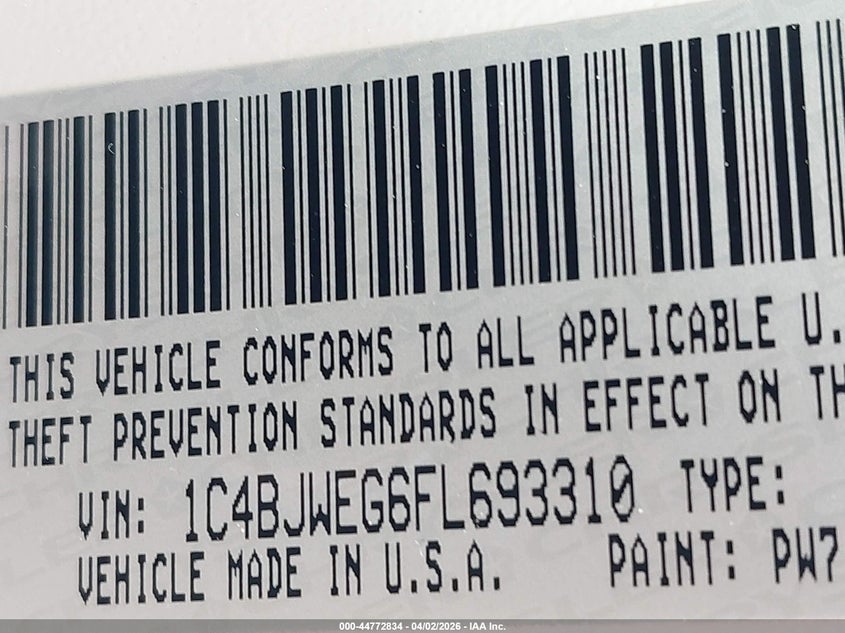 THIS VEHICLE CONFORMS TO ALL APPLICABLE U.
THEFT PREVENTION STANDARDS IN EFFECT ON TH
VIN: 1C4BJWEG6FL693310 TYPE:
VEHICLE MADE IN U.S.A. PAINT: PW7
000-44772834 - 04/02/2026 - IAA Inc.